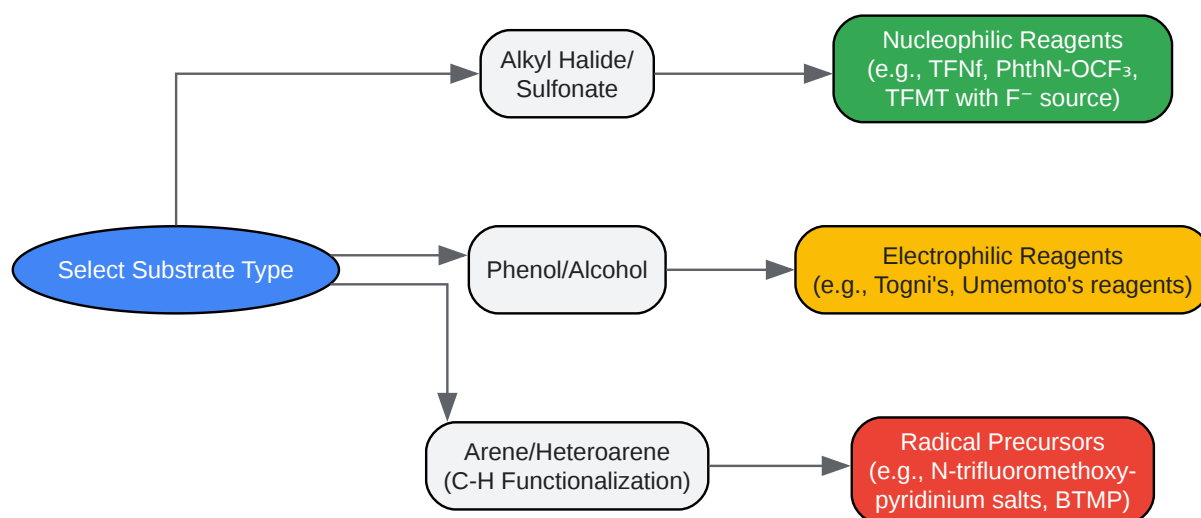 Select Substrate Type
Alkyl Halide/
Sulfonate
Nucleophilic Reagents
(e.g., TFNf, PhthN-OCF₃,
TFMT with F⁻ source)
Phenol/Alcohol
Electrophilic Reagents
(e.g., Togni's, Umemoto's reagents)
Arene/Heteroarene
(C-H Functionalization)
Radical Precursors
(e.g., N-trifluoromethoxy-
pyridinium salts, BTMP)